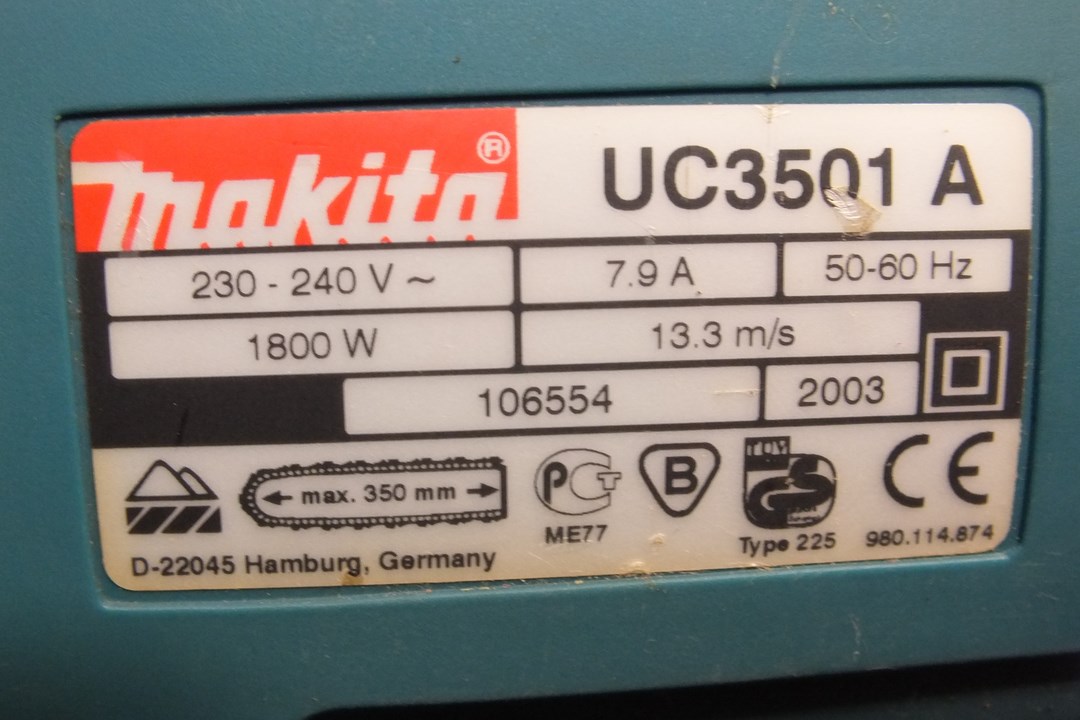 makita ®
UC3501 A
230 - 240 V ~
7.9 A
50-60 Hz
1800 W
13.3 m/s
106554
2003
max. 350 mm
PCT
B
CE
ME77
Type 225
980.114.874
D-22045 Hamburg, Germany